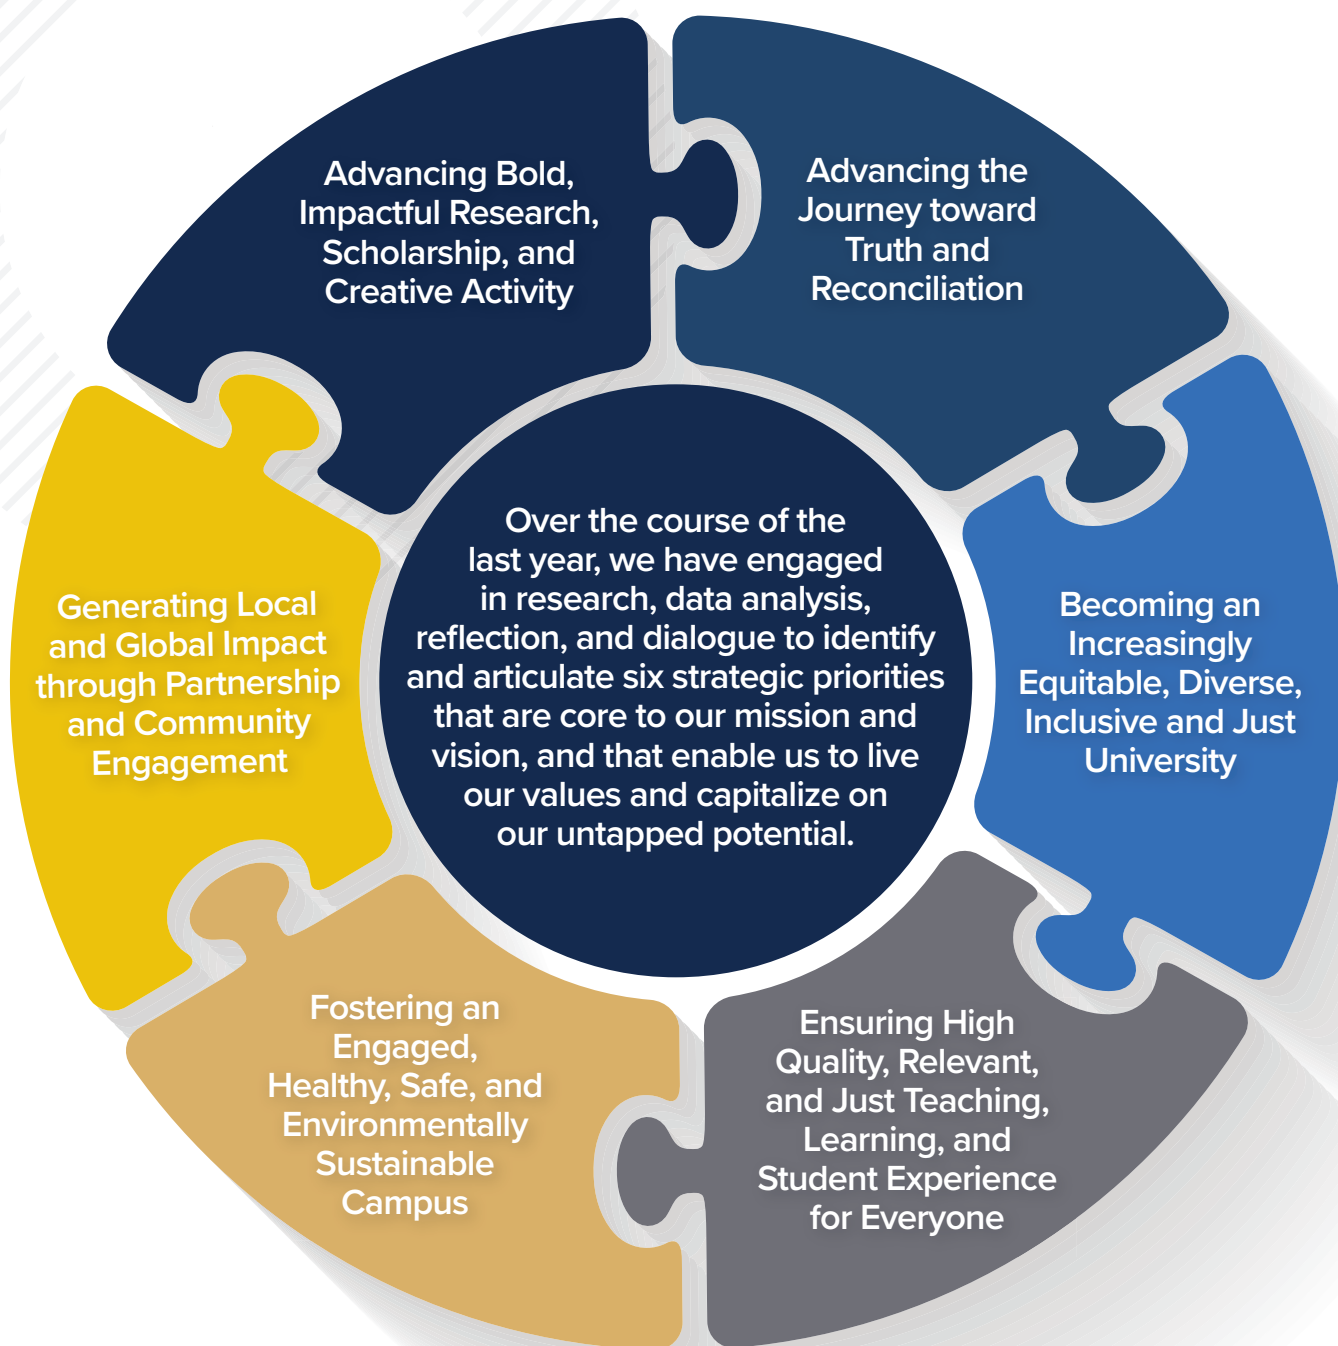 Advancing Bold,
Impactful Research,
Scholarship, and
Creative Activity
Advancing the
Journey toward
Truth and
Reconciliation
Becoming an
Increasingly
Equitable, Diverse,
Inclusive and Just
University
Ensuring High
Quality, Relevant,
and Just Teaching,
Learning, and
Student Experience
for Everyone
Fostering an
Engaged,
Healthy, Safe, and
Environmentally
Sustainable
Campus
Generating Local
and Global Impact
through Partnership
and Community
Engagement
Over the course of the
last year, we have engaged
in research, data analysis,
reflection, and dialogue to identify
and articulate six strategic priorities
that are core to our mission and
vision, and that enable us to live
our values and capitalize on
our untapped potential.